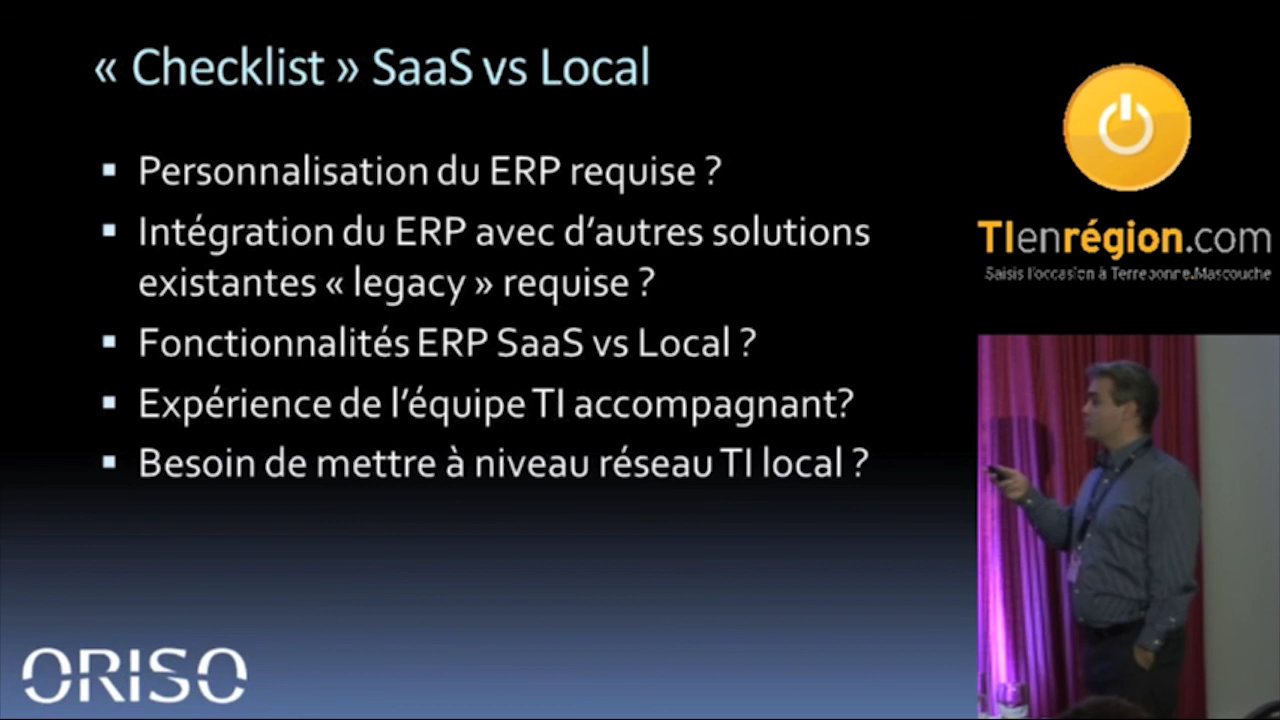 « Checklist » SaaS vs Local
Personnalisation du ERP requise ?
Intégration du ERP avec d’autres solutions
existantes « legacy » requise ?
Fonctionnalités ERP SaaS vs Local ?
Expérience de l’équipe TI accompagnant?
Besoin de mettre à niveau réseau TI local ?
TIenrégion.com
Saisis l'occasion à Terrebonne.Mascouche
ORISO